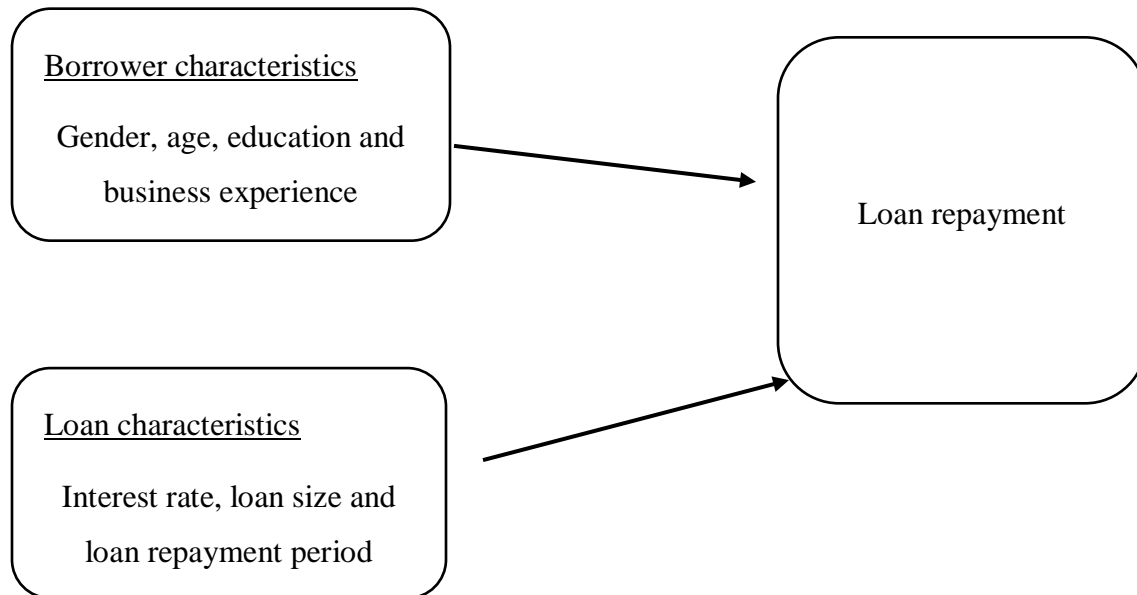 Borrower characteristics
Gender, age, education and
business experience
Loan repayment
Loan characteristics
Interest rate, loan size and
loan repayment period